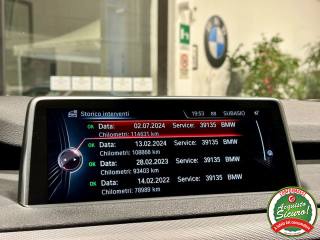 Storico interventi 19:53 88 SUBASIO
OK Data: 02.07.2024 Service: 39135 BMW
Chilometri: 114631 km
OK Data: 13.02.2024 Service: 39135 BMW
Chilometri: 108868 km
OK Data: 28.02.2023 Service: 39135 BMW
Chilometri: 93403 km
OK Data: 14.02.2022 Service: 39135 BMW
Chilometri: 78989 km
Acquisto
Sicuro!